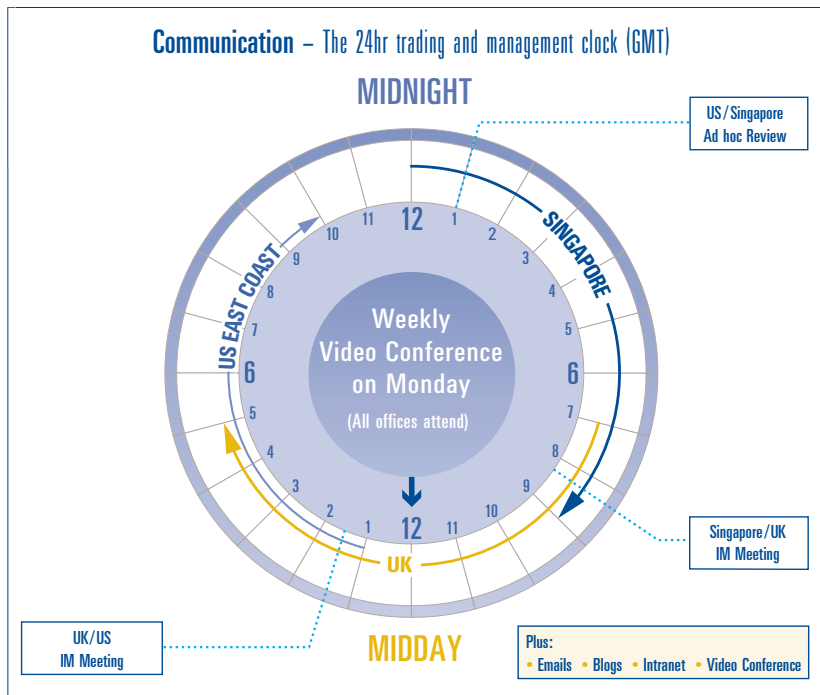 Communication – The 24hr trading and management clock (GMT)
MIDNIGHT
US/Singapore
Ad hoc Review
12
1
2
3
4
5
6
7
8
9
10
11
12
1
2
3
4
5
6
7
8
9
10
11
SINGAPORE
US EAST COAST
UK
Weekly
Video Conference
on Monday
(All offices attend)
Singapore/UK
IM Meeting
UK/US
IM Meeting
MIDDAY
Plus:
• Emails • Blogs • Intranet • Video Conference